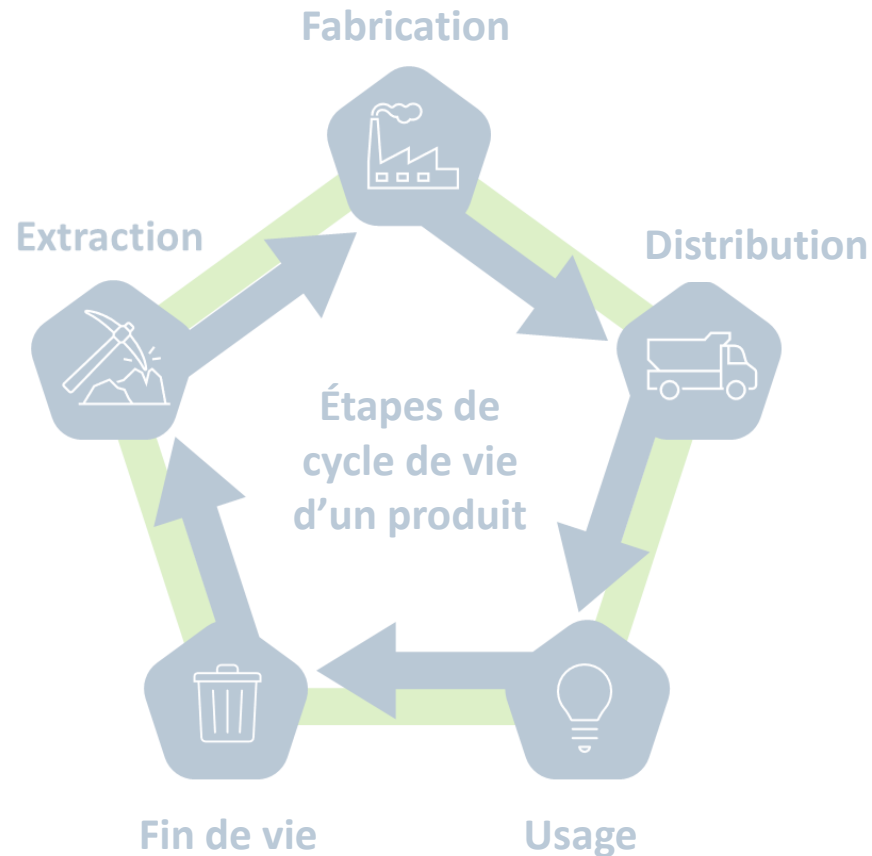 Fabrication
Extraction
Distribution
Étapes de
cycle de vie
d’un produit
Fin de vie
Usage